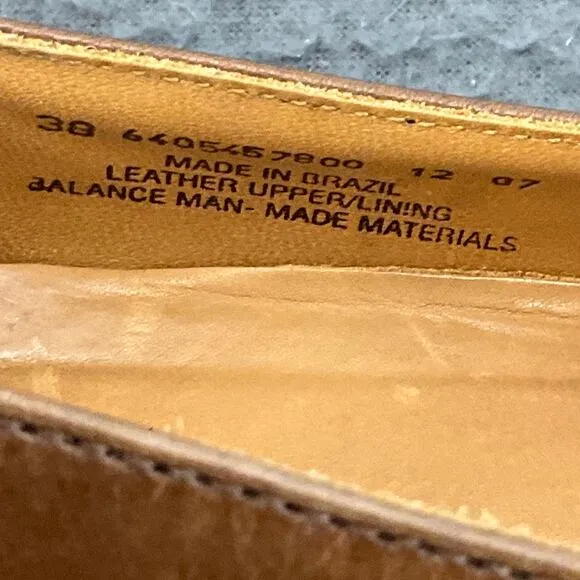 38 6405457800 12 07
MADE IN BRAZIL
LEATHER UPPER/LINING
BALANCE MAN- MADE MATERIALS